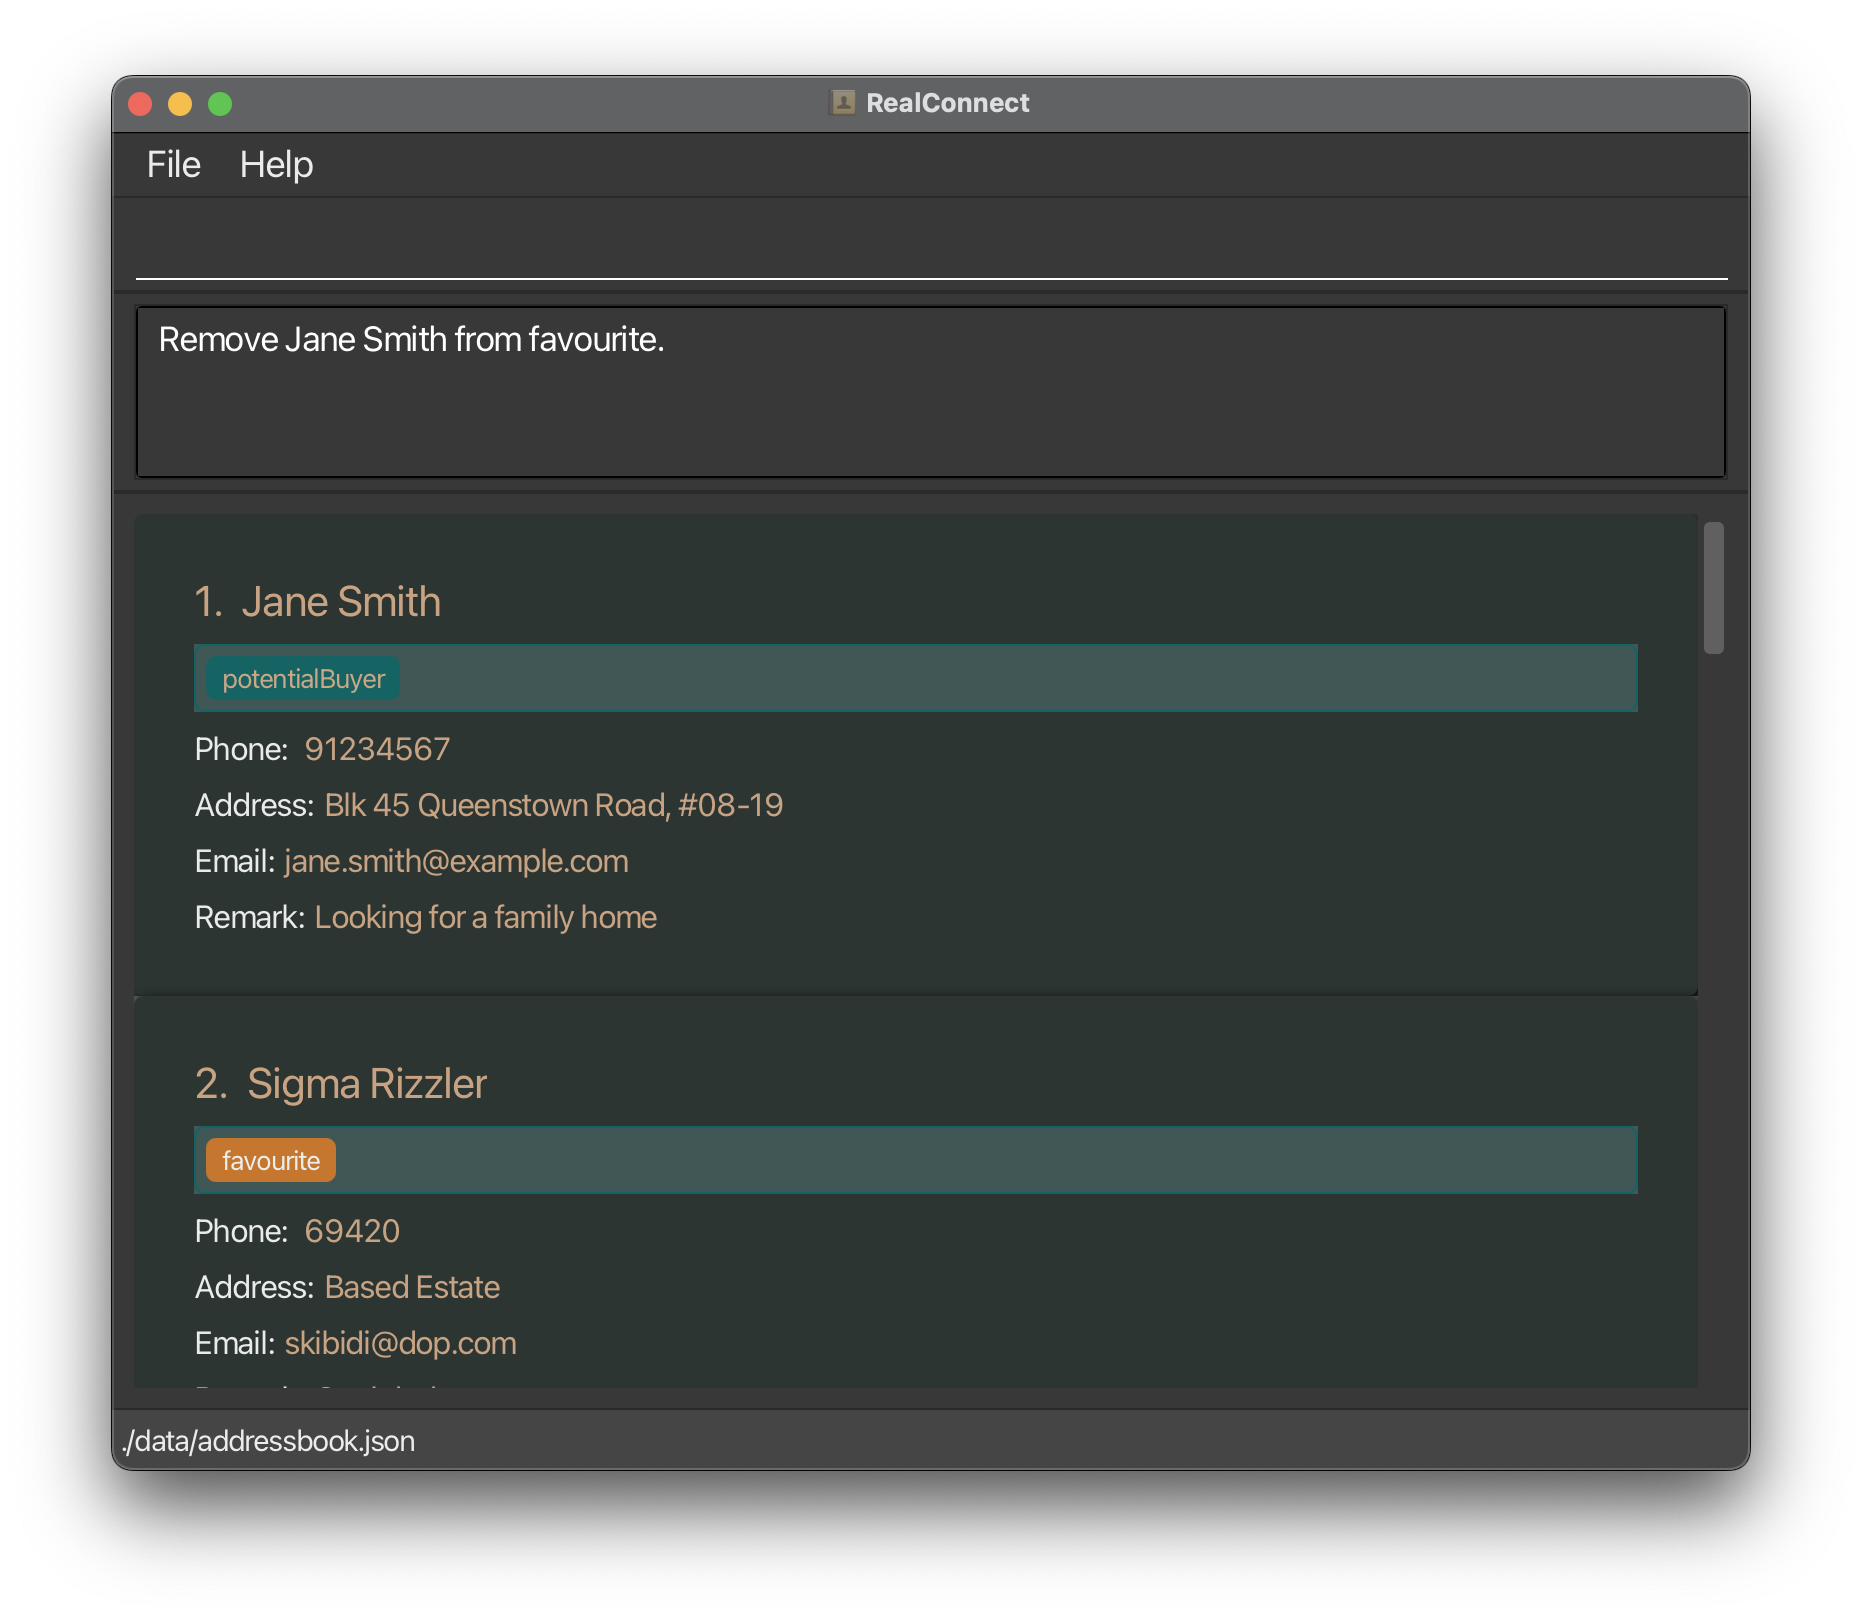 RealConnect
File Help
Remove Jane Smith from favourite.
1. Jane Smith
potentialBuyer
Phone: 91234567
Address: Blk 45 Queenstown Road, #08-19
Email: jane.smith@example.com
Remark: Looking for a family home
2. Sigma Rizzler
favourite
Phone: 69420
Address: Based Estate
Email: skibidi@dop.com
./data/addressbook.json